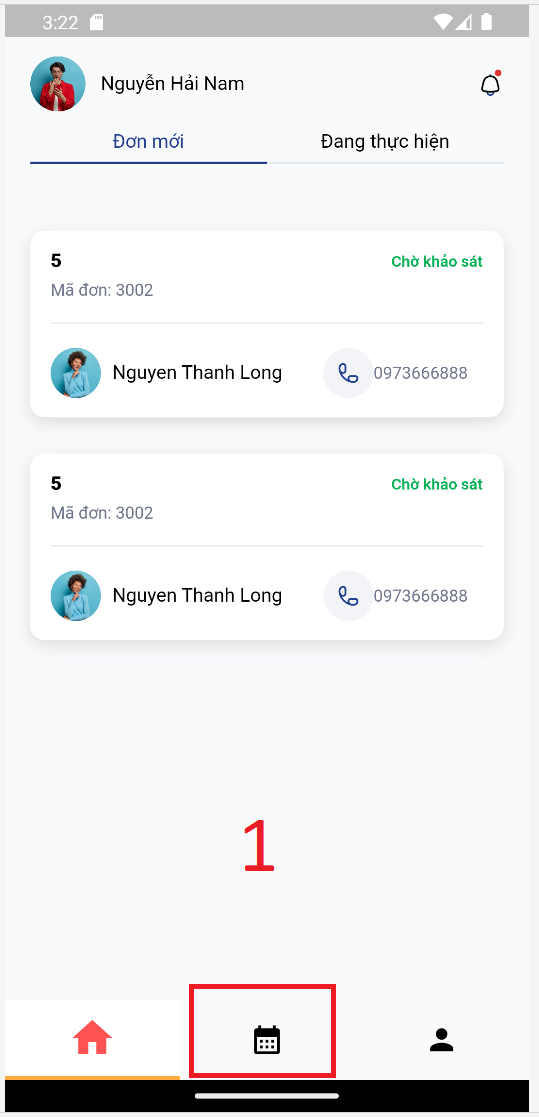 3:22
Nguyễn Hải Nam
Đơn mới
Đang thực hiện
5
Chờ khảo sát
Mã đơn: 3002
Nguyen Thanh Long
0973666888
5
Chờ khảo sát
Mã đơn: 3002
Nguyen Thanh Long
0973666888
1